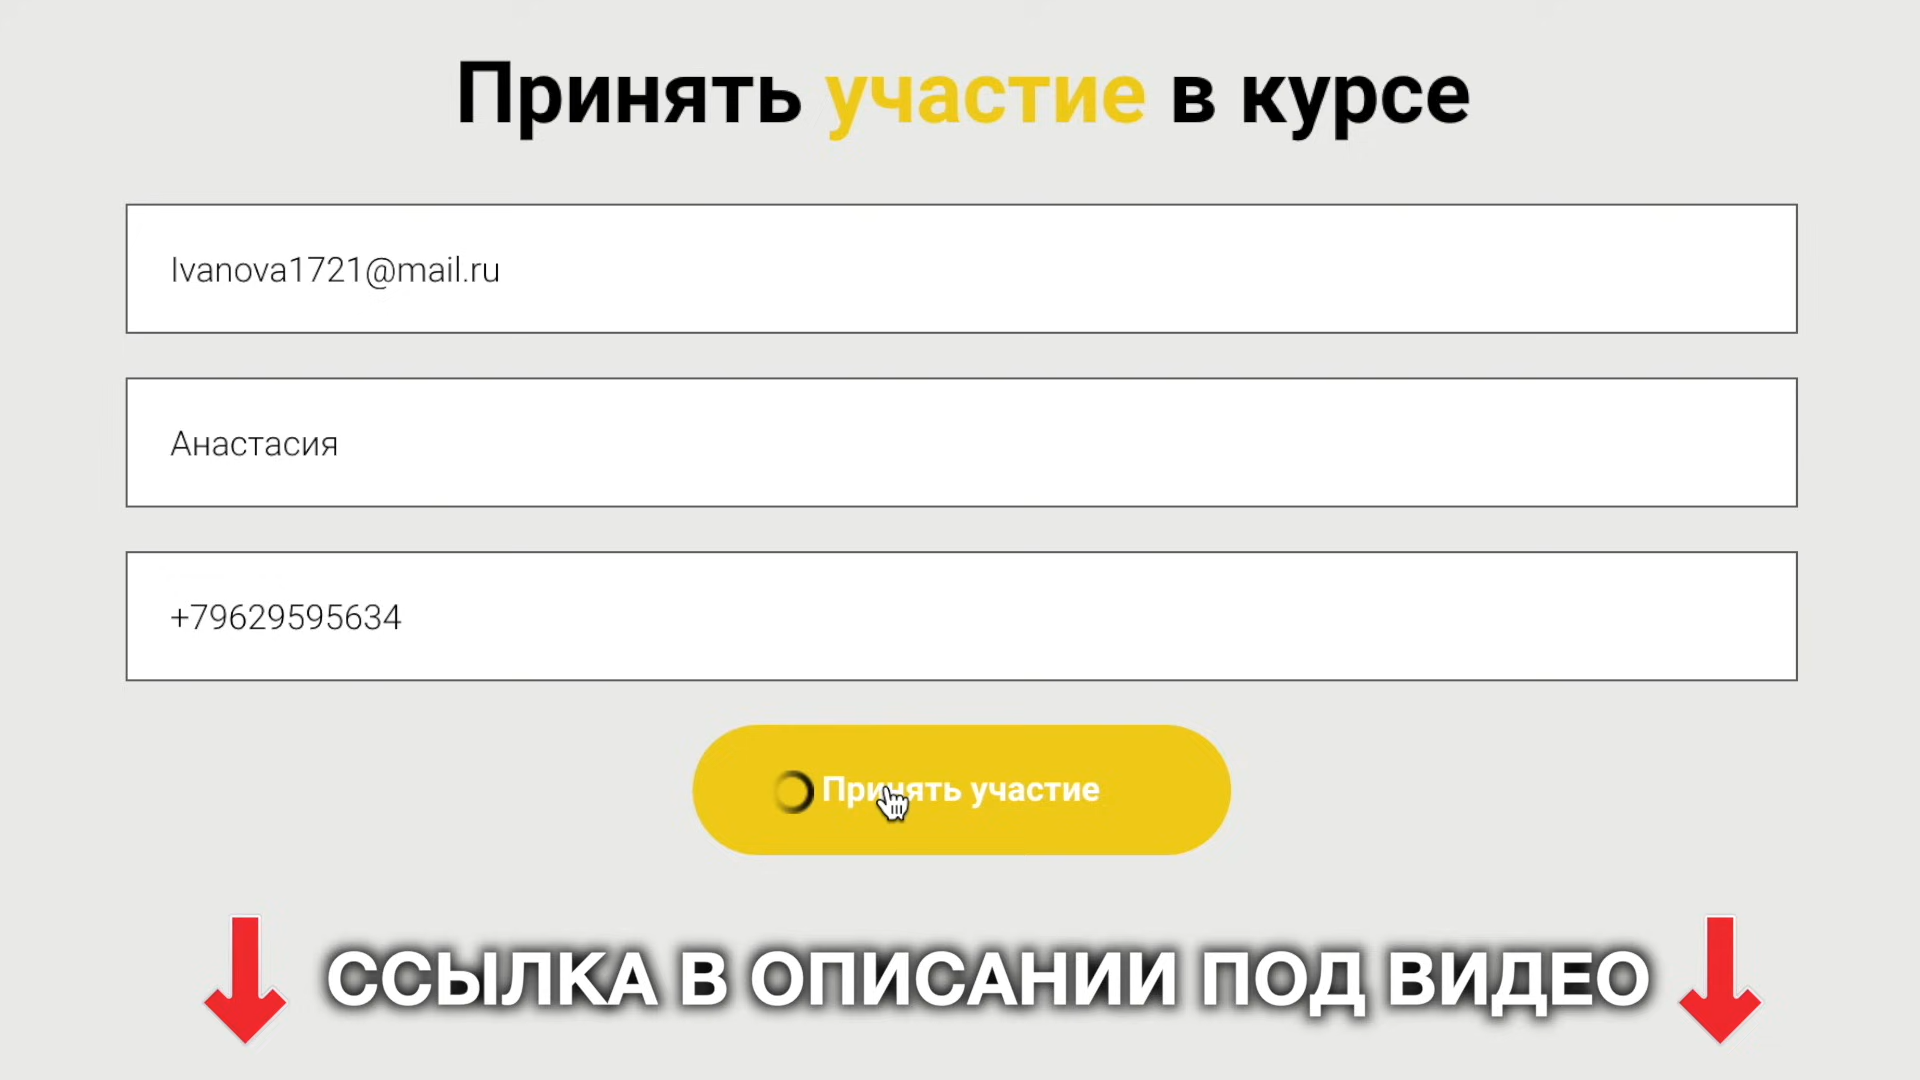 Принять участие в курсе
Ivanova1721@mail.ru
Анастасия
+79629595634
Принять участие
ССЫЛКА В ОПИСАНИИ ПОД ВИДЕО